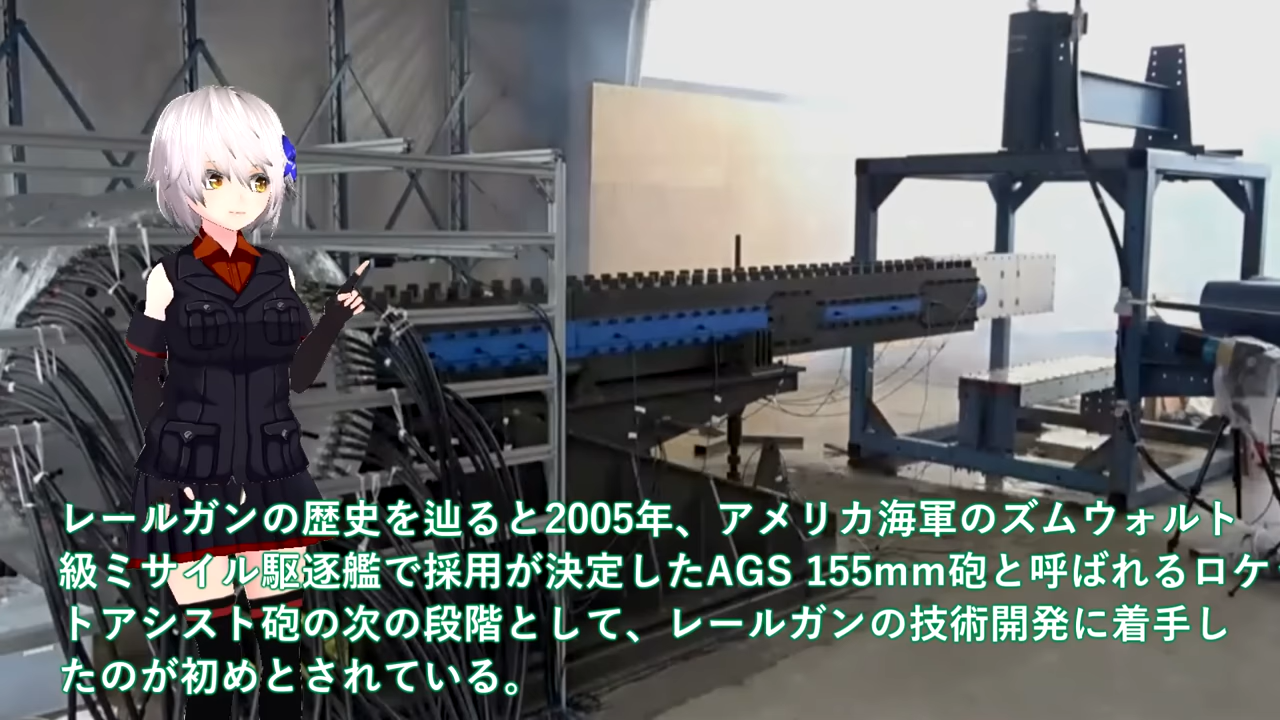 レールガンの歴史を辿ると2005年、アメリカ海軍のズムウォルト
級ミサイル駆逐艦で採用が決定したAGS 155mm砲と呼ばれるロケッ
トアシスト砲の次の段階として、レールガンの技術開発に着手し
たのが初めとされている。